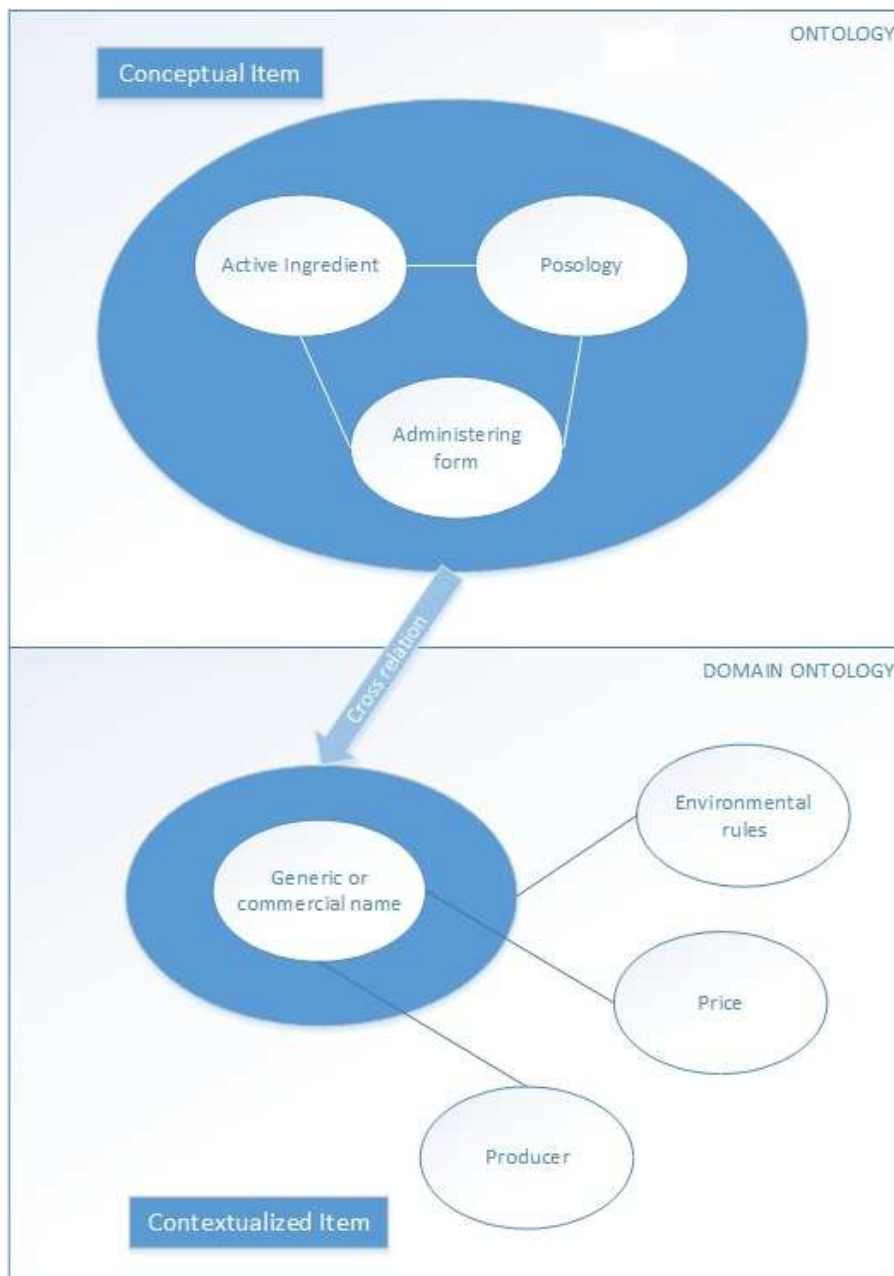 ONTOLOGY
Conceptual Item
Active Ingredient
Posology
Administering
form
Cross relation
DOMAIN ONTOLOGY
Environmental
rules
Generic or
commercial name
Price
Producer
Contextualized Item